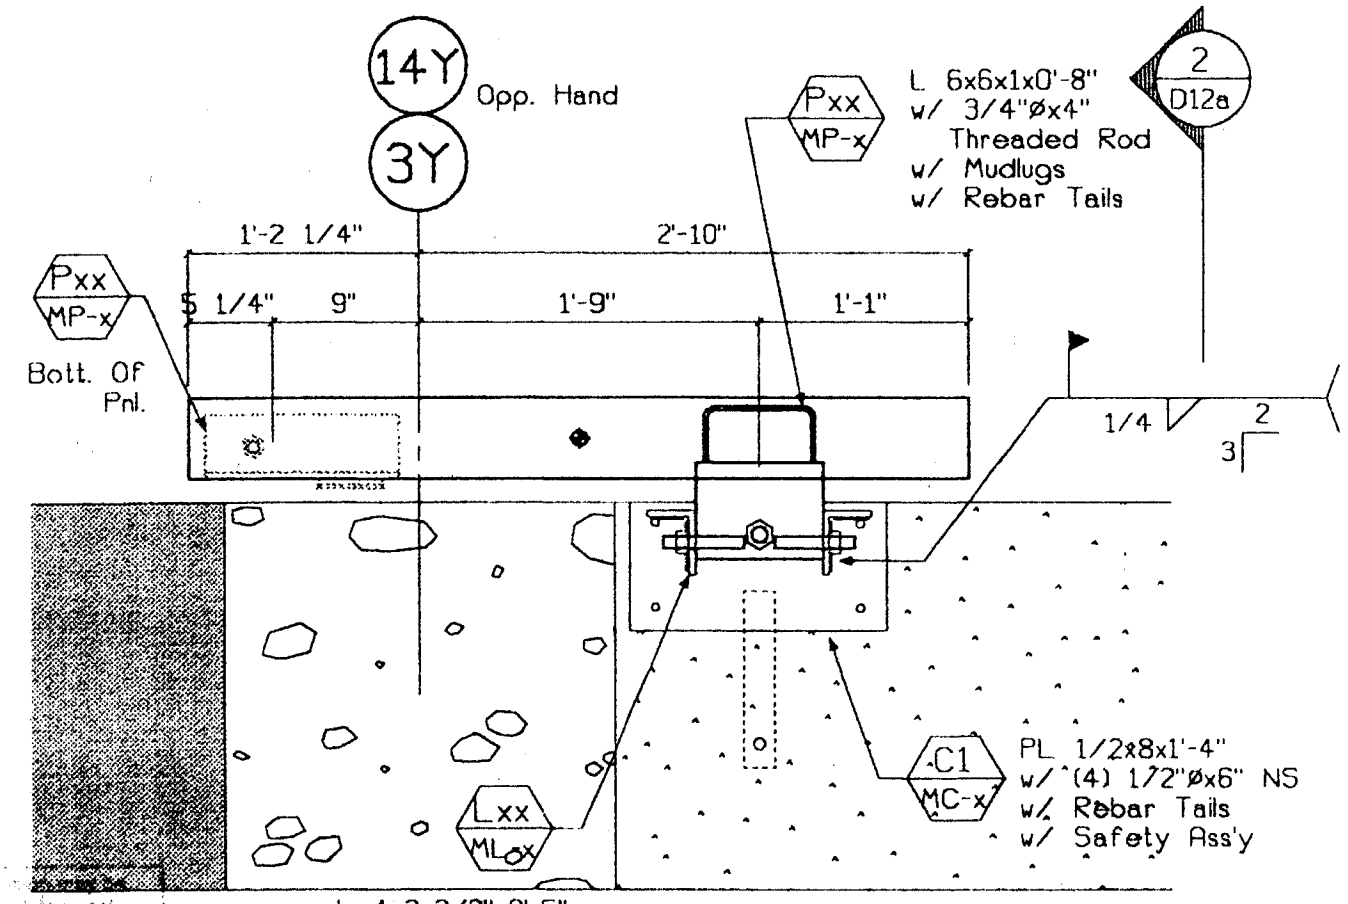 14Y
Opp. Hand
3Y
Pxx
MP-x
L 6x6x1x0'-8"
w/ 3/4"Øx4"
Threaded Rod
w/ Mudlugs
w/ Rebar Tails
2
D12a
1'-2 1/4"
2'-10"
Pxx
MP-x
5 1/4"
9"
1'-9"
1'-1"
Bott. Of
Pnl.
1/4
2
3
C1
MC-x
PL 1/2x8x1'-4"
w/ (4) 1/2"Øx6" NS
w/ Rebar Tails
w/ Safety Ass'y
Lxx